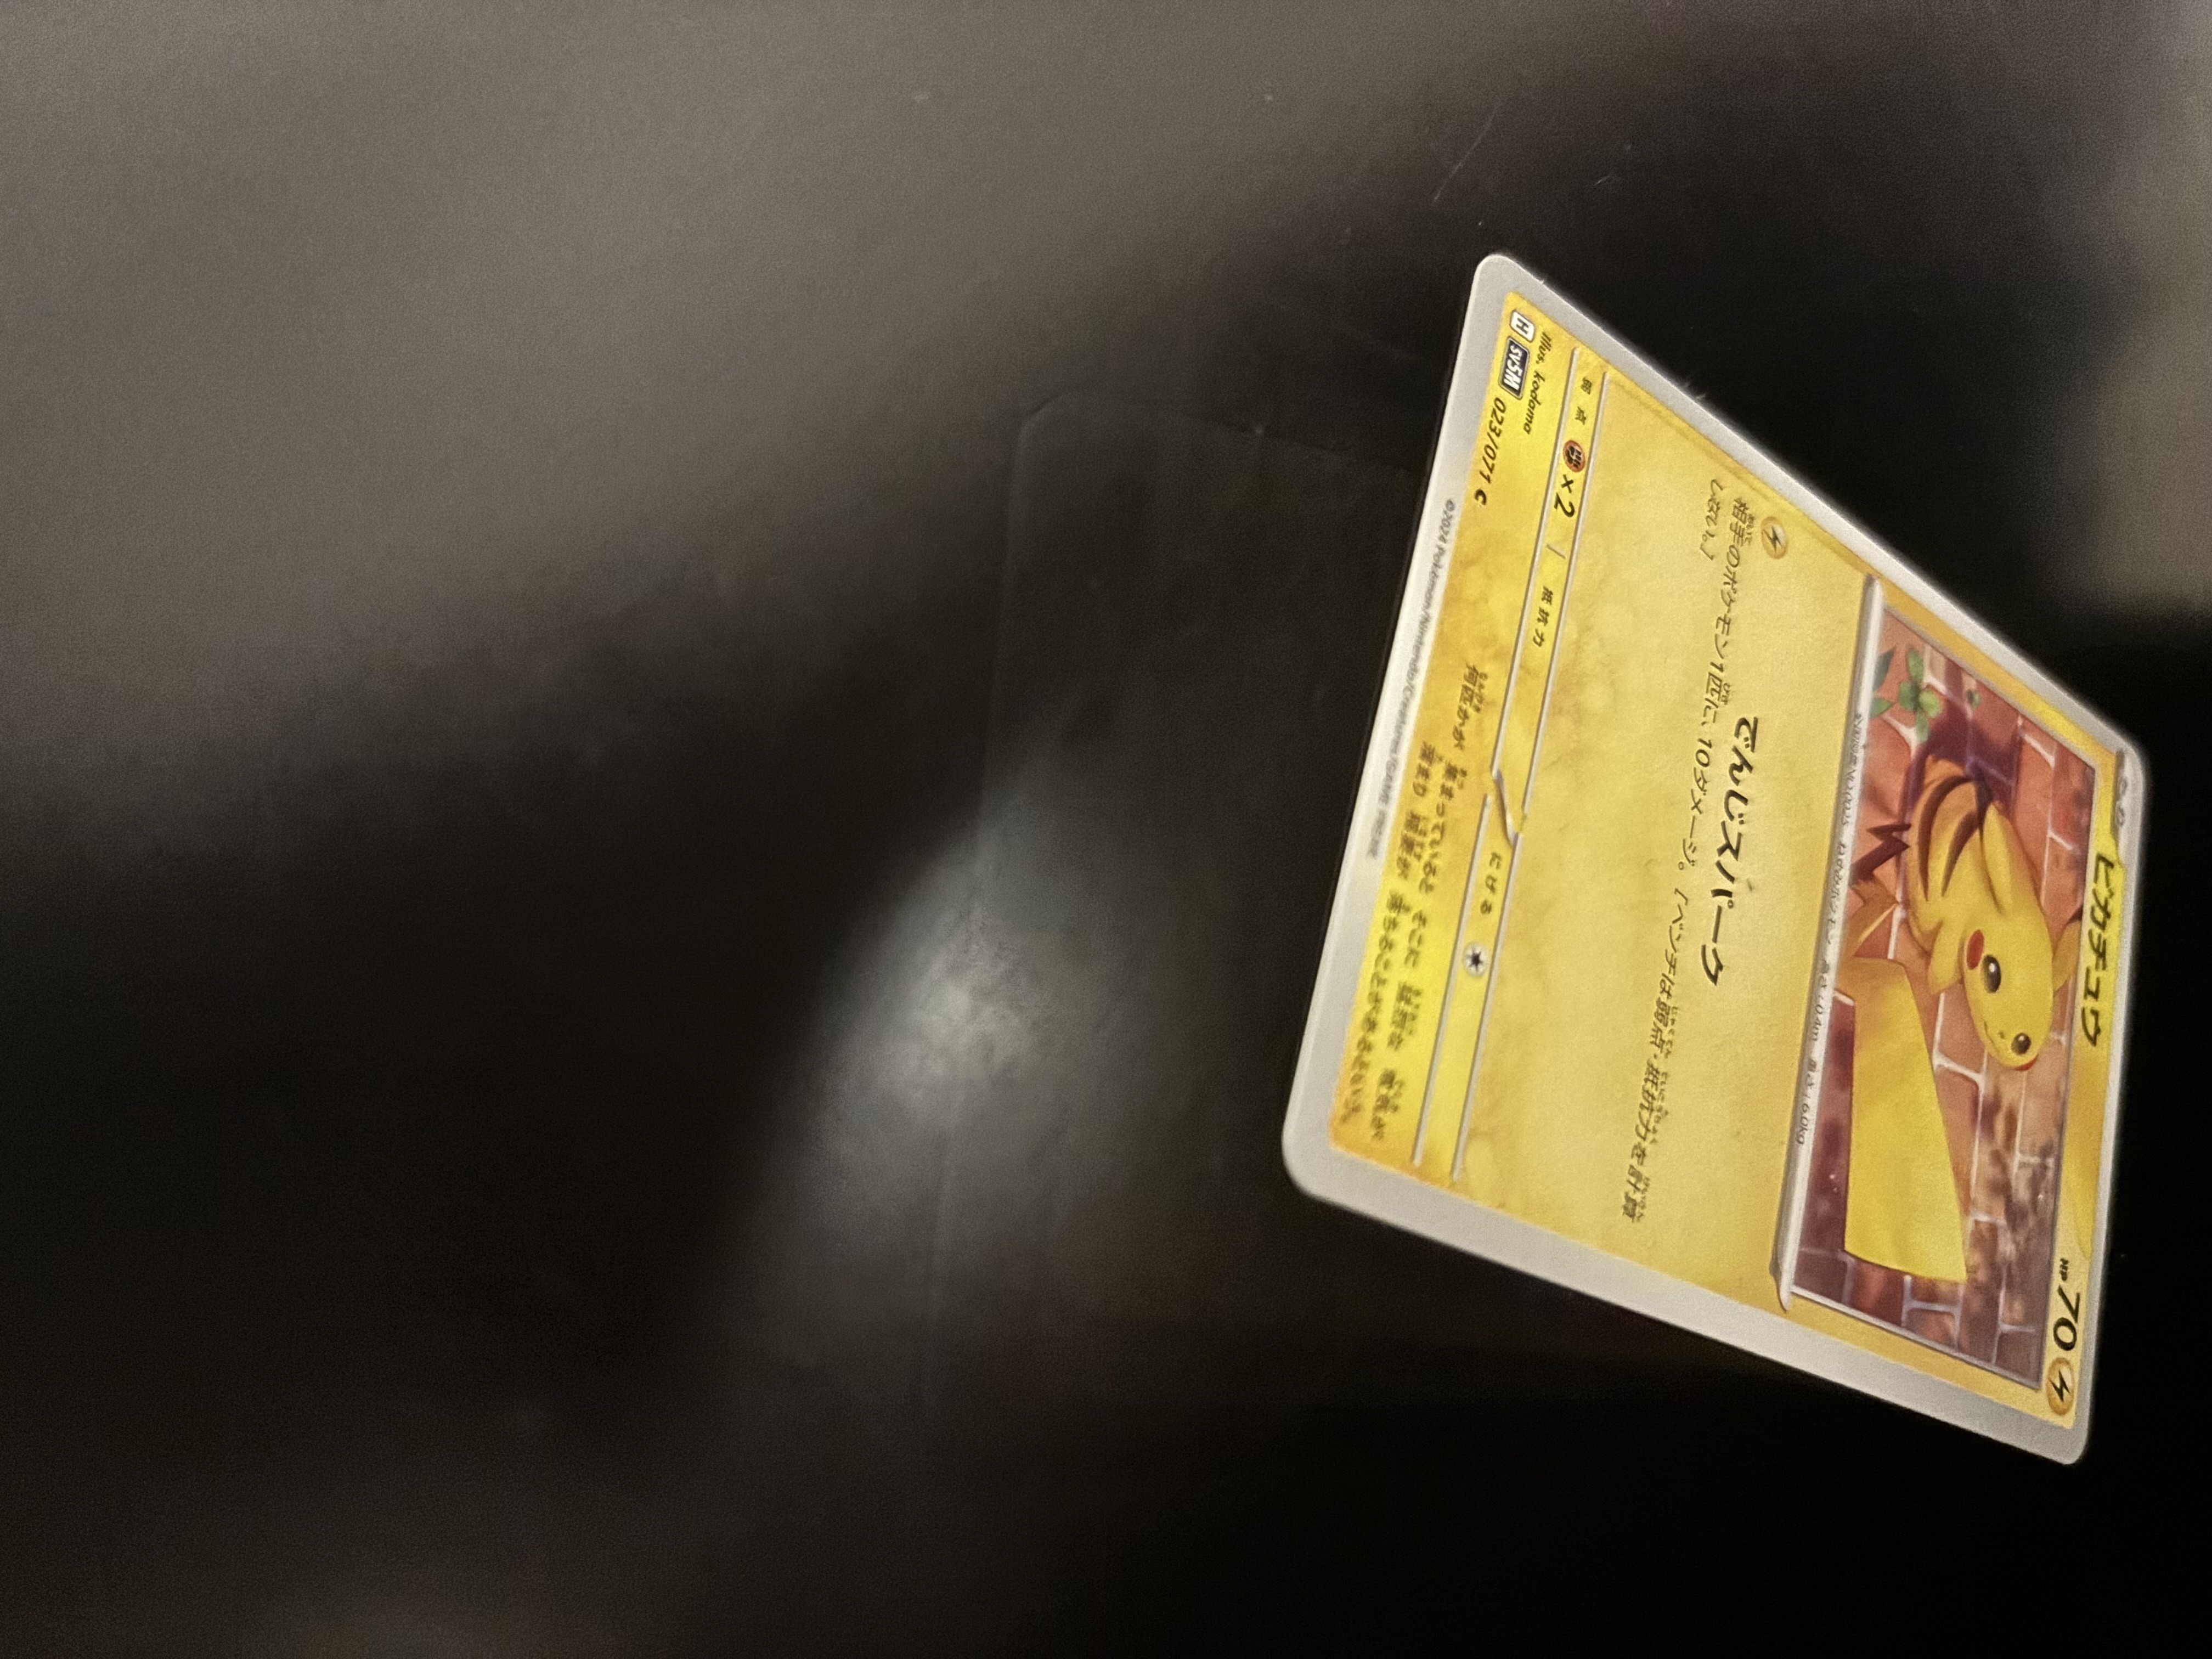 ピカチュウ
HP70
全国図鑑NO.0025 ねずみポケモン 高さ:0.4m 重さ:6.0kg
でんじスパーク
相手のポケモン1匹に、10ダメージ。[ベンチは弱点・抵抗力を計算
しない。]
弱点 ×2 抵抗力
にげる
Illus. kodama
H SV5M 023/071 C
何匹かが 集まっていると そこに 猛烈な 電気が
溜まり 稲妻が 落ちることがあるという。
©2024 Pokémon/Nintendo/Creatures/GAME FREAK